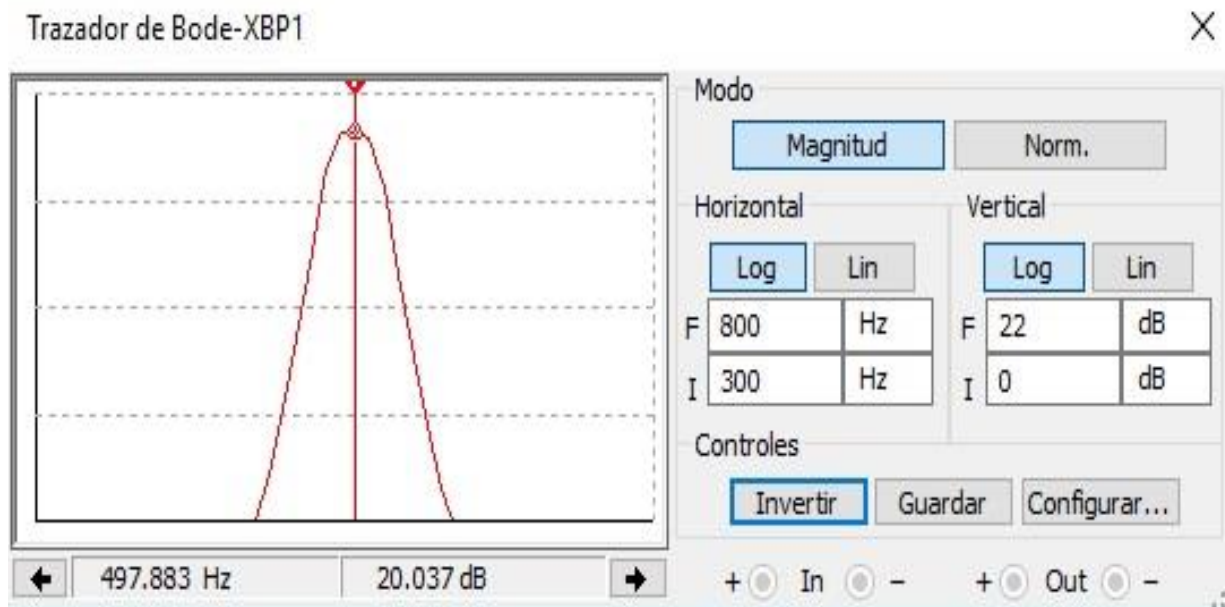 Trazador de Bode-XBP1
Modo
Magnitud Norm.
Horizontal Vertical
Log Lin Log Lin
F 800 Hz F 22 dB
I 300 Hz I 0 dB
Controles
Invertir Guardar Configurar...
497.883 Hz 20.037 dB + In − + Out −